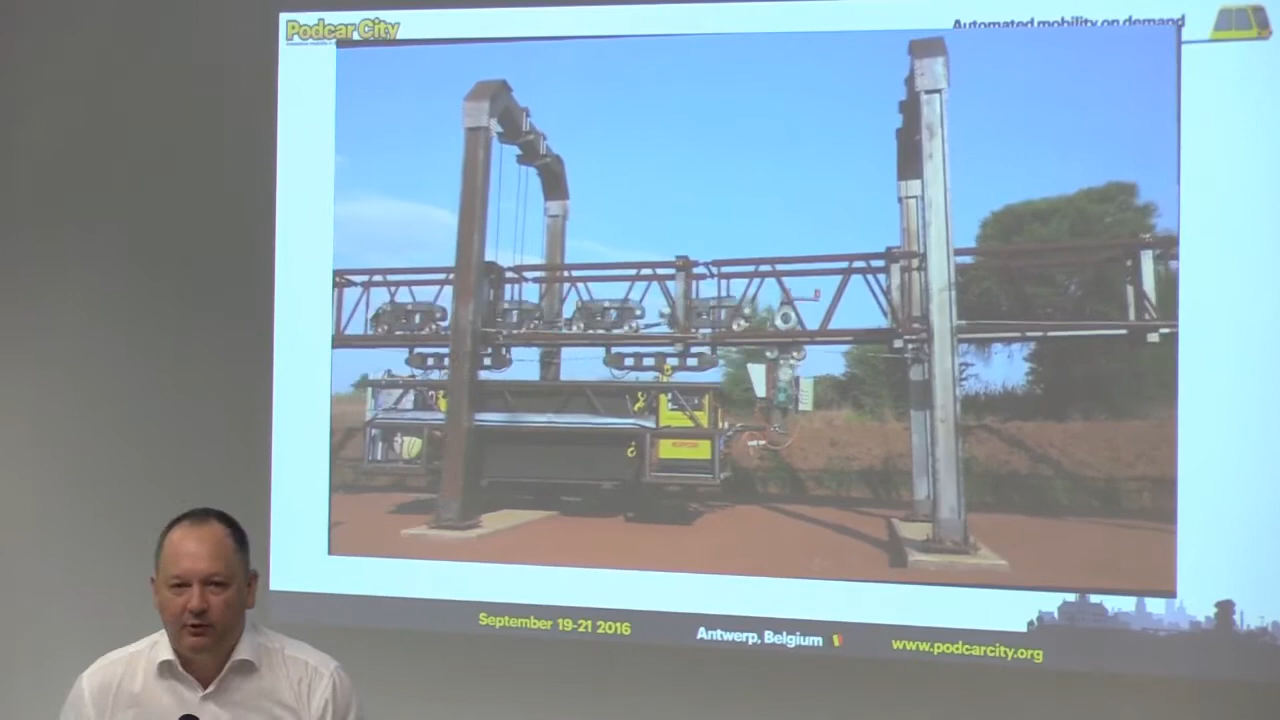 Podcar City
Automated mobility on demand
September 19-21 2016
Antwerp, Belgium
www.podcarcity.org